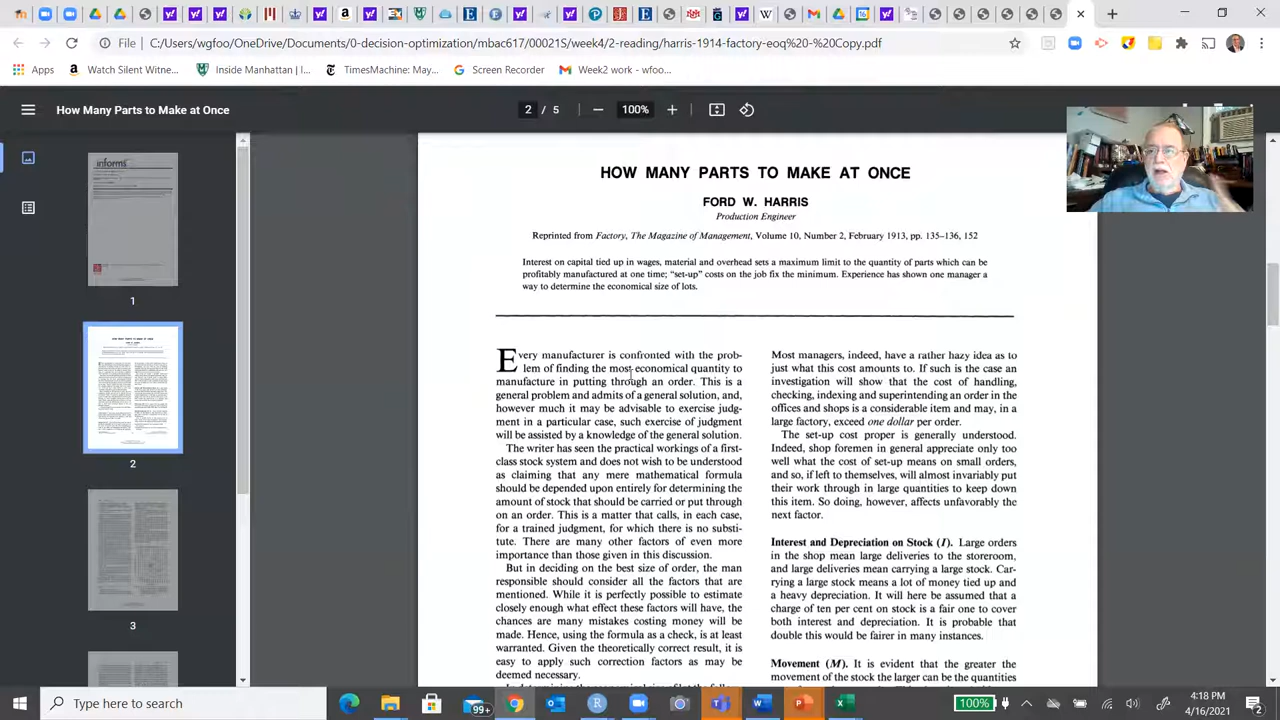 File
C:/Users/wgfoo/OneDrive/Documents/0-decision-optimization/mbac617/00021S/week4/2-reading/harris-1914-factory-eoq%20-%20Copy.pdf
Apps
Watch Silent Witne...
Inside Manhattan | I...
TimesMachine: May...
Screen Recorder
Week2 work - wfoo...
How Many Parts to Make at Once
2 / 5
100%
informs
1
2
3
HOW MANY PARTS TO MAKE AT ONCE
FORD W. HARRIS
Production Engineer
Reprinted from Factory, The Magazine of Management, Volume 10, Number 2, February 1913, pp. 135–136, 152
Interest on capital tied up in wages, material and overhead sets a maximum limit to the quantity of parts which can be
profitably manufactured at one time; “set-up” costs on the job fix the minimum. Experience has shown one manager a
way to determine the economical size of lots.
Every manufacturer is confronted with the prob-
lem of finding the most economical quantity to
manufacture in putting through an order. This is a
general problem and admits of a general solution, and,
however much it may be advisable to exercise judg-
ment in a particular case, such exercise of judgment
will be assisted by a knowledge of the general solution.
The writer has seen the practical workings of a first-
class stock system and does not wish to be understood
as claiming that any mere mathematical formula
should be depended upon entirely for determining the
amount of stock that should be carried or put through
on an order. This is a matter that calls, in each case,
for a trained judgment, for which there is no substi-
tute. There are many other factors of even more
importance than those given in this discussion.
But in deciding on the best size of order, the man
responsible should consider all the factors that are
mentioned. While it is perfectly possible to estimate
closely enough what effect these factors will have, the
chances are many mistakes costing money will be
made. Hence, using the formula as a check, is at least
warranted. Given the theoretically correct result, it is
easy to apply such correction factors as may be
deemed necessary.
Most managers, indeed, have a rather hazy idea as to
just what this cost amounts to. If such is the case an
investigation will show that the cost of handling,
checking, indexing and superintending an order in the
offices and shops is a considerable item and may, in a
large factory, exceed one dollar per order.
The set-up cost proper is generally understood.
Indeed, shop foremen in general appreciate only too
well what the cost of set-up means on small orders,
and so, if left to themselves, will almost invariably put
their work through in large quantities to keep down
this item. So doing, however, affects unfavorably the
next factor.
Interest and Depreciation on Stock (I). Large orders
in the shop mean large deliveries to the storeroom,
and large deliveries mean carrying a large stock. Car-
rying a large stock means a lot of money tied up and
a heavy depreciation. It will here be assumed that a
charge of ten per cent on stock is a fair one to cover
both interest and depreciation. It is probable that
double this would be fairer in many instances.
Movement (M). It is evident that the greater the
movement of the stock the larger can be the quantities
Type here to search
99+
100%
4:18 PM
4/16/2021
2